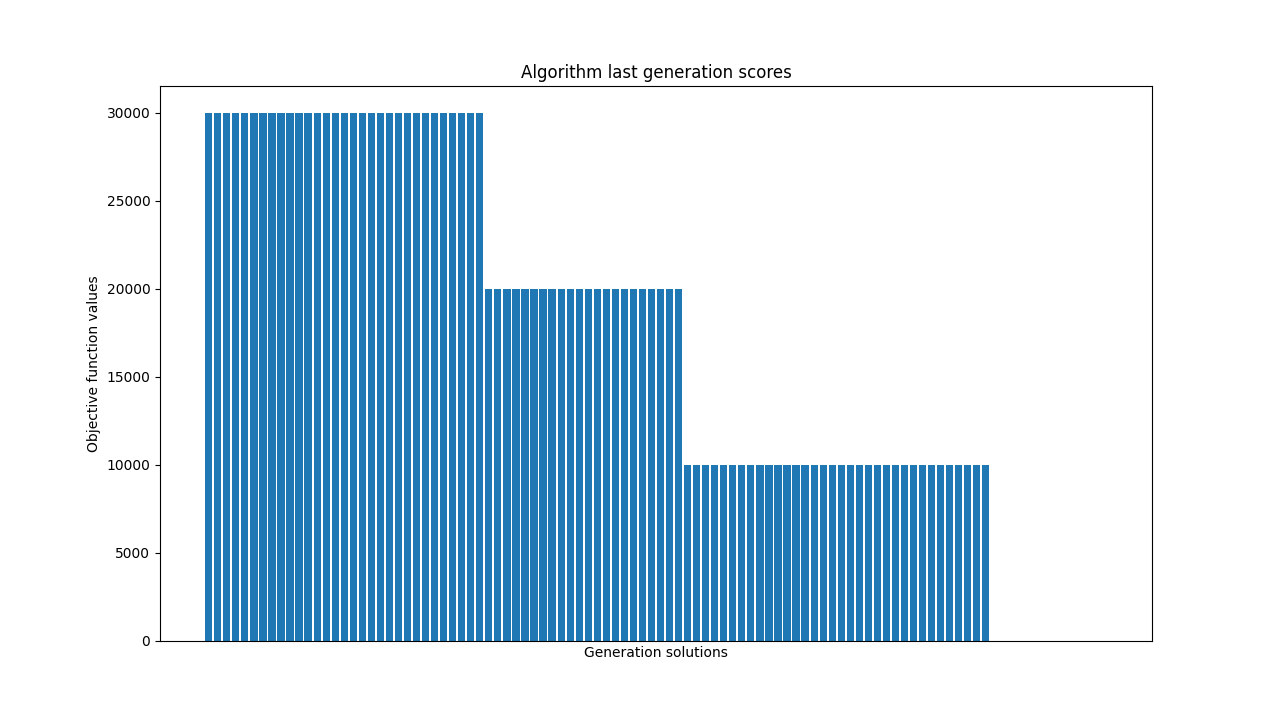 Algorithm last generation scores
30000
25000
20000
15000
10000
5000
0
Objective function values
Generation solutions